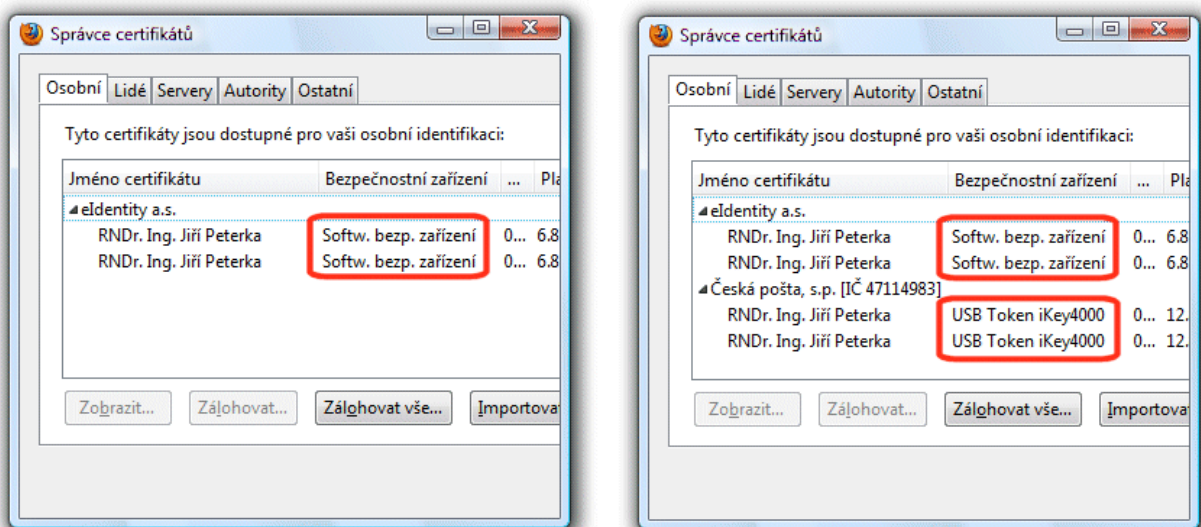 Správce certifikátů
Osobní Lidé Servery Autority Ostatní
Tyto certifikáty jsou dostupné pro vaši osobní identifikaci:
Jméno certifikátu Bezpečnostní zařízení ... Pla
eIdentity a.s.
RNDr. Ing. Jiří Peterka Softw. bezp. zařízení 0... 6.8
RNDr. Ing. Jiří Peterka Softw. bezp. zařízení 0... 6.8
Zobrazit... Zálohovat... Zálohovat vše... Importovat
Správce certifikátů
Osobní Lidé Servery Autority Ostatní
Tyto certifikáty jsou dostupné pro vaši osobní identifikaci:
Jméno certifikátu Bezpečnostní zařízení ... Pla
eIdentity a.s.
RNDr. Ing. Jiří Peterka Softw. bezp. zařízení 0... 6.8
RNDr. Ing. Jiří Peterka Softw. bezp. zařízení 0... 6.8
Česká pošta, s.p. [IČ 47114983]
RNDr. Ing. Jiří Peterka USB Token iKey4000 0... 12.
RNDr. Ing. Jiří Peterka USB Token iKey4000 0... 12.
Zobrazit... Zálohovat... Zálohovat vše... Importovat